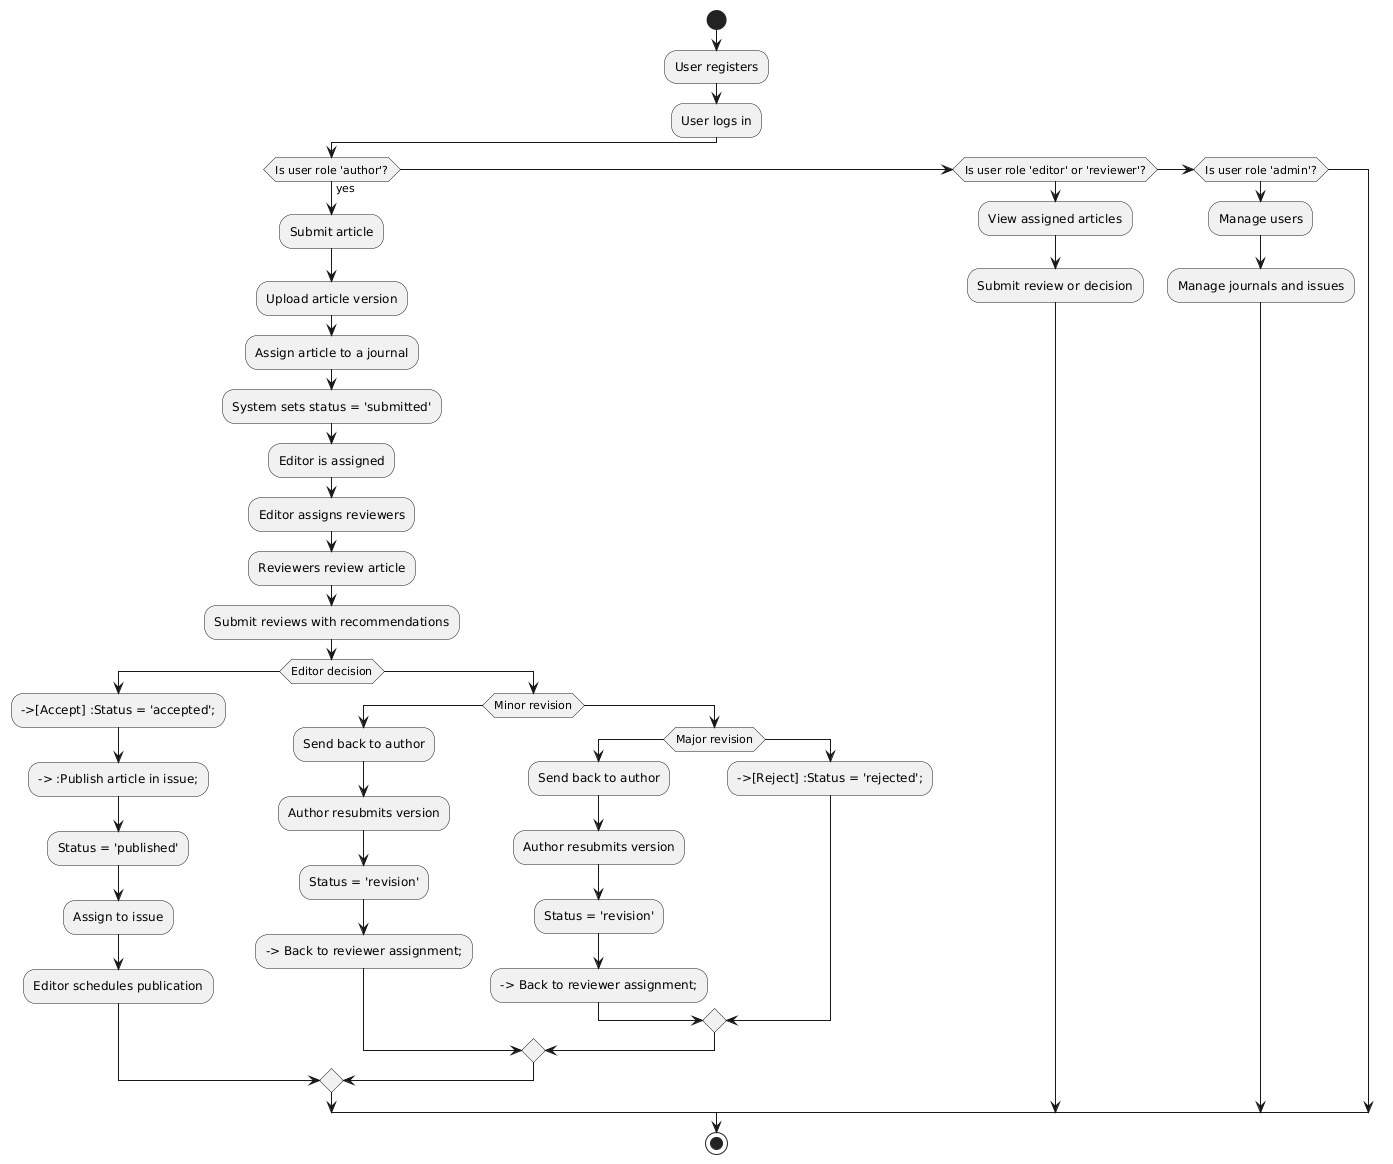 User registers
User logs in
Is user role 'author'?
Is user role 'editor' or 'reviewer'?
Is user role 'admin'?
yes
Submit article
View assigned articles
Manage users
Upload article version
Submit review or decision
Manage journals and issues
Assign article to a journal
System sets status = 'submitted'
Editor is assigned
Editor assigns reviewers
Reviewers review article
Submit reviews with recommendations
Editor decision
->[Accept] :Status = 'accepted';
-> :Publish article in issue;
Status = 'published'
Assign to issue
Editor schedules publication
Minor revision
Send back to author
Author resubmits version
Status = 'revision'
-> Back to reviewer assignment;
Major revision
Send back to author
Author resubmits version
Status = 'revision'
-> Back to reviewer assignment;
->[Reject] :Status = 'rejected';